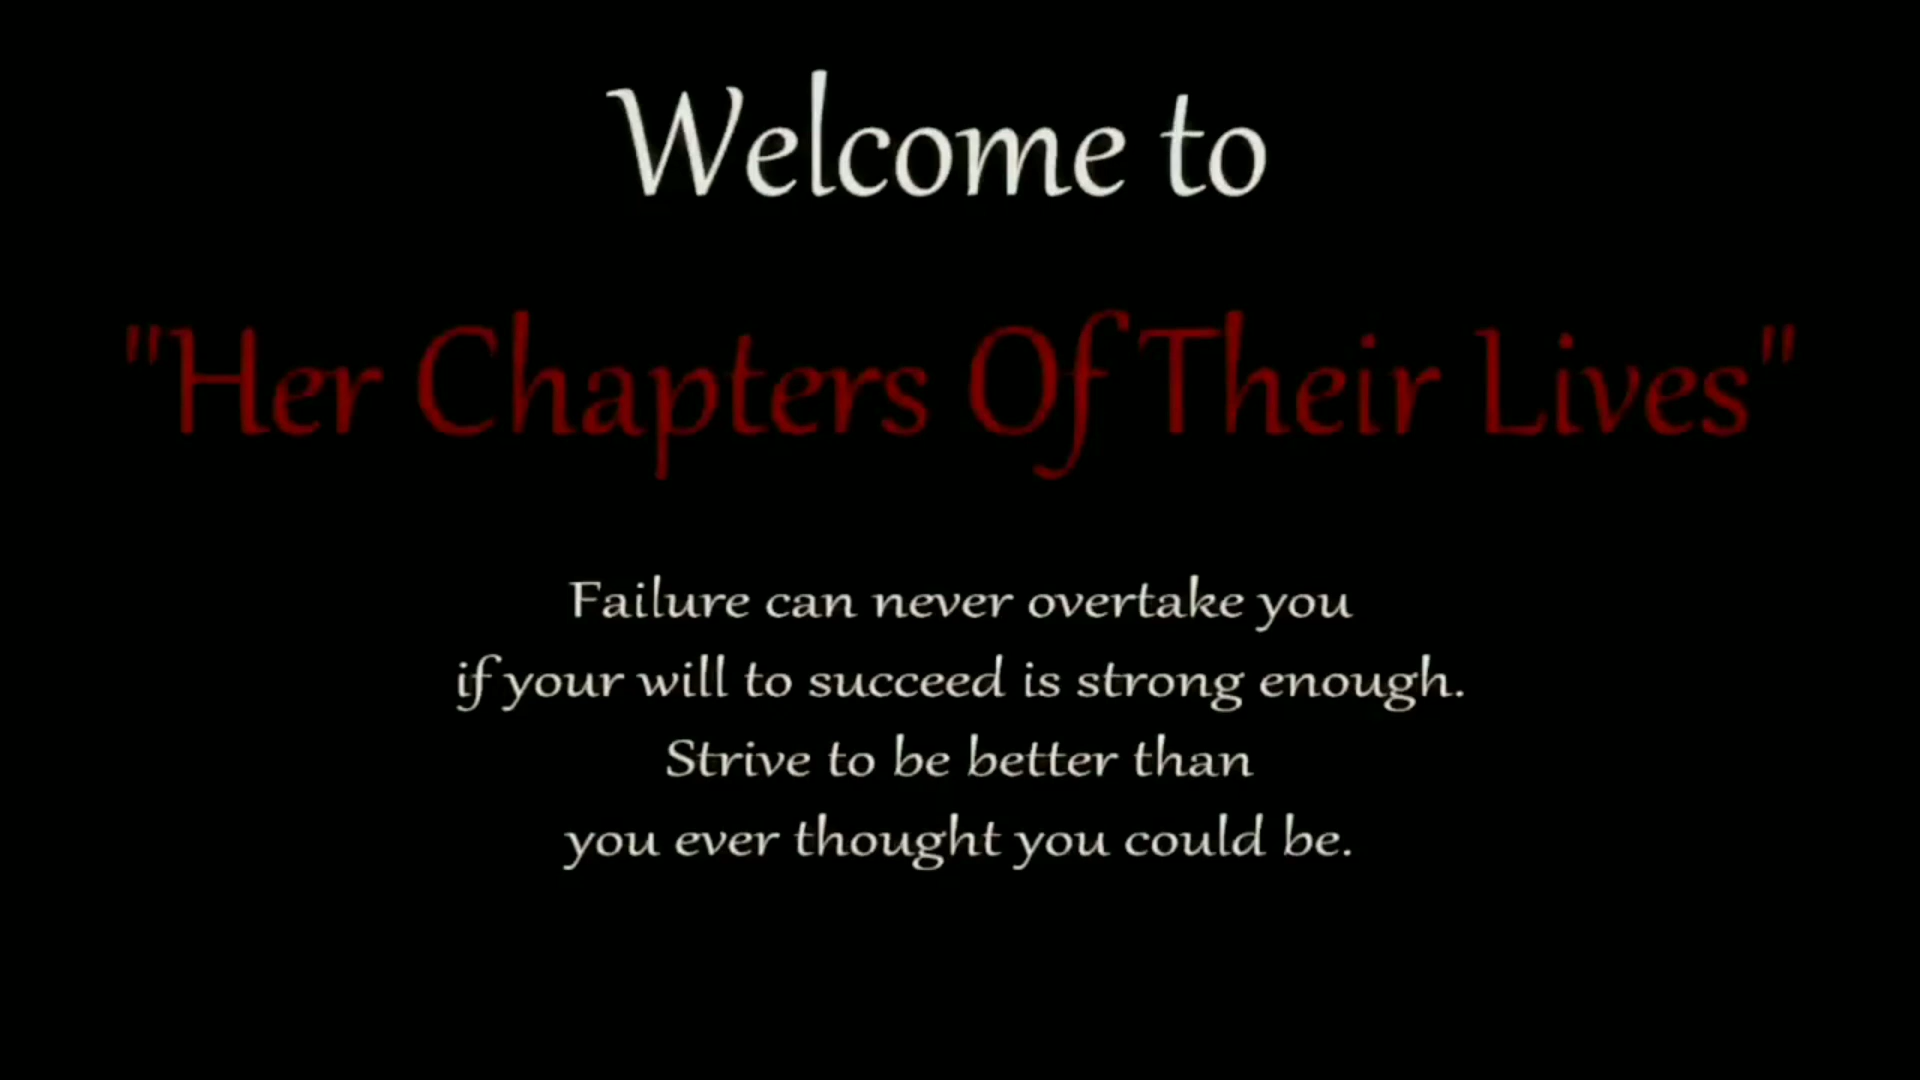 Welcome to
"Her Chapters Of Their Lives"
Failure can never overtake you
if your will to succeed is strong enough.
Strive to be better than
you ever thought you could be.